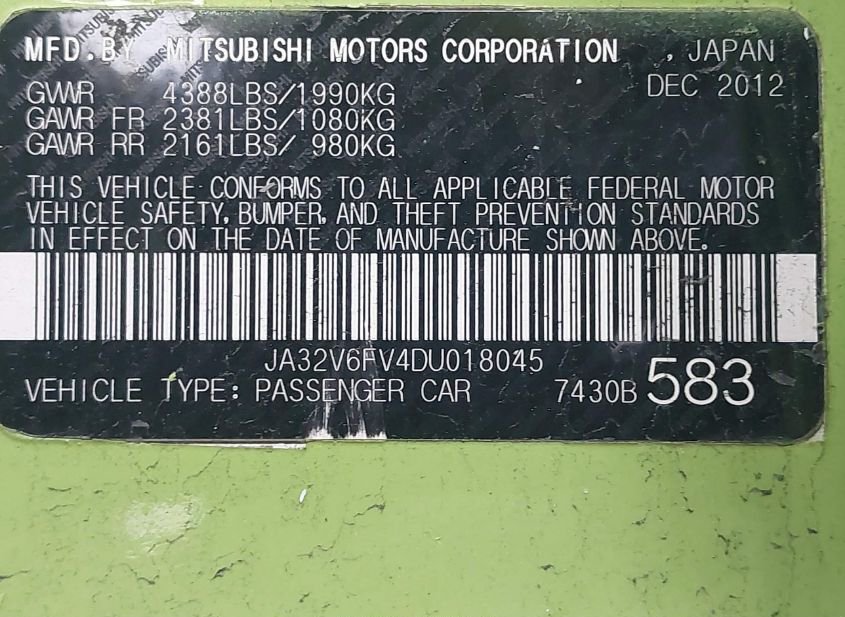 MFD. BY MITSUBISHI MOTORS CORPORATION , JAPAN
DEC 2012
GVWR 4388LBS/1990KG
GAWR FR 2381LBS/1080KG
GAWR RR 2161LBS/ 980KG
THIS VEHICLE CONFORMS TO ALL APPLICABLE FEDERAL MOTOR
VEHICLE SAFETY, BUMPER, AND THEFT PREVENTION STANDARDS
IN EFFECT ON THE DATE OF MANUFACTURE SHOWN ABOVE.
JA32V6FV4DU018045
VEHICLE TYPE: PASSENGER CAR 7430B 583